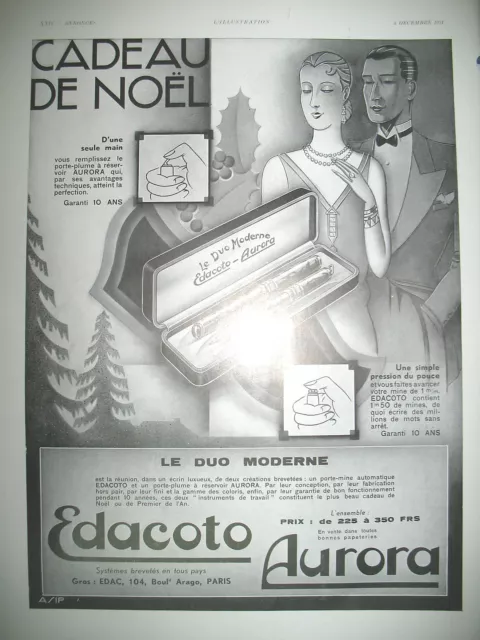 ANNONCES
L'ILLUSTRATION
5 DÉCEMBRE 1931
CADEAU
DE NOËL
D'une
seule main
vous remplissez le
porte-plume à réser-
voir AURORA qui,
par ses avantages
techniques, atteint la
perfection.
Garanti 10 ANS
Le Duo Moderne
Edacoto - Aurora
Une simple
pression du pouce
et vous faites avancer
votre mine de 1 m/m.
EDACOTO contient
1m50 de mines, de
quoi écrire des mil-
lions de mots sans
arrêt.
Garanti 10 ANS
LE DUO MODERNE
est la réunion, dans un écrin luxueux, de deux créations brevetées : un porte-mine automatique
EDACOTO et un porte-plume à réservoir AURORA. Par leur conception, par leur fabrication
hors pair, par leur fini et la gamme des coloris, enfin, par leur garantie de bon fonctionnement
pendant 10 années, ces deux "instruments de travail" constituent le plus beau cadeau de
Noël ou de Premier de l'An.
L'ensemble :
PRIX : de 225 à 350 FRS
En vente dans toutes
bonnes papeteries
Edacoto
Aurora
Systèmes brevetés en tous pays
Gros : EDAC, 104, Boulᵈ Arago, PARIS